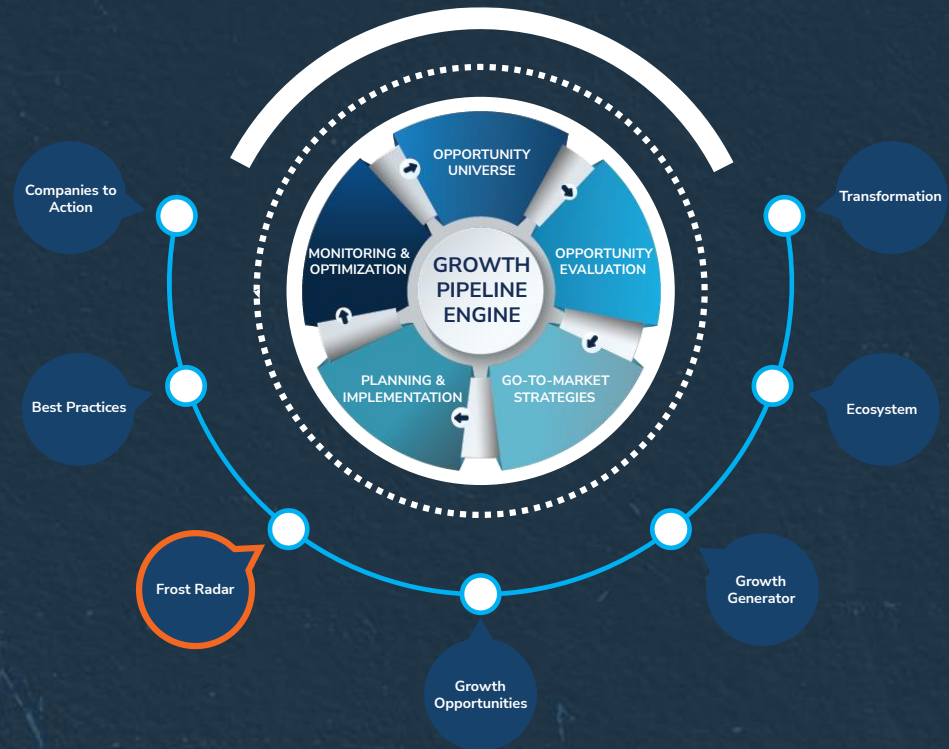 OPPORTUNITY
UNIVERSE
OPPORTUNITY
EVALUATION
GO-TO-MARKET
STRATEGIES
PLANNING &
IMPLEMENTATION
MONITORING &
OPTIMIZATION
GROWTH
PIPELINE
ENGINE
Companies to
Action
Best Practices
Frost Radar
Growth
Opportunities
Growth
Generator
Ecosystem
Transformation